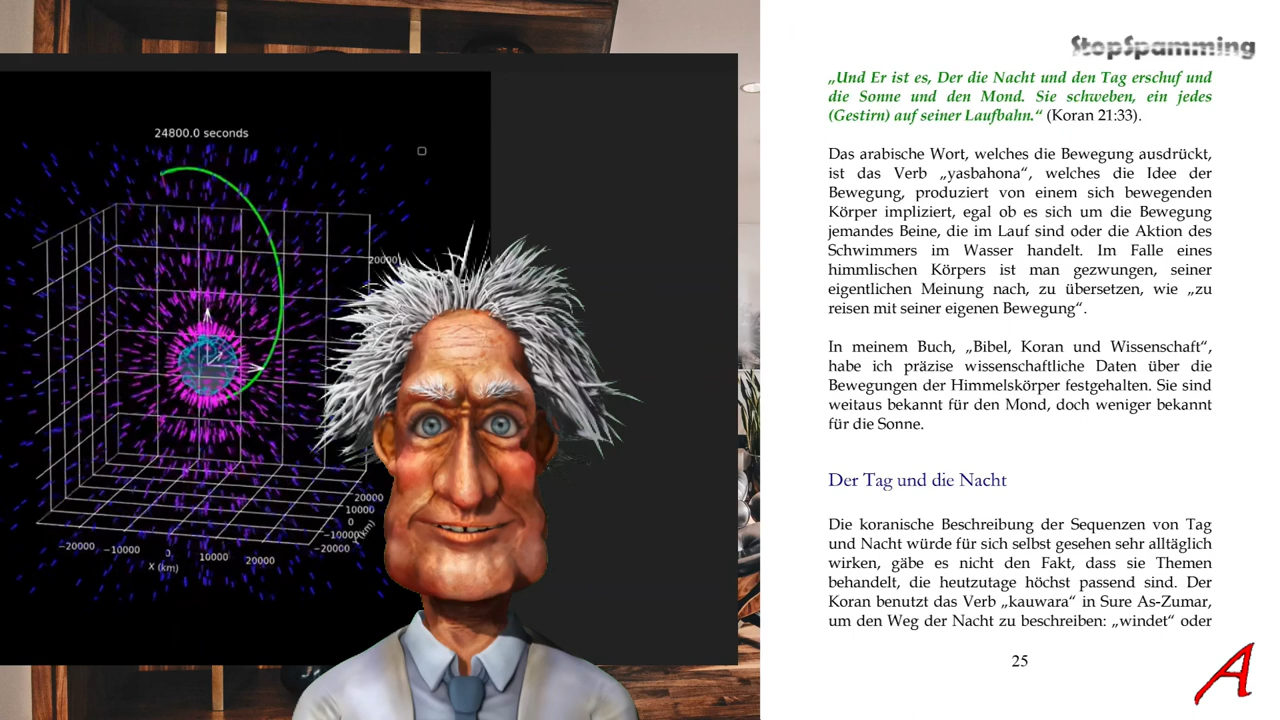 24800.0 seconds
20000
20000
10000
0
−10000
−20000
(km)
−20000
−10000
0
10000
20000
X (km)
StopSpamming
„Und Er ist es, Der die Nacht und den Tag erschuf und
die Sonne und den Mond. Sie schweben, ein jedes
(Gestirn) auf seiner Laufbahn.“ (Koran 21:33).
Das arabische Wort, welches die Bewegung ausdrückt,
ist das Verb „yasbahona“, welches die Idee der
Bewegung, produziert von einem sich bewegenden
Körper impliziert, egal ob es sich um die Bewegung
jemandes Beine, die im Lauf sind oder die Aktion des
Schwimmers im Wasser handelt. Im Falle eines
himmlischen Körpers ist man gezwungen, seiner
eigentlichen Meinung nach, zu übersetzen, wie „zu
reisen mit seiner eigenen Bewegung“.
In meinem Buch, „Bibel, Koran und Wissenschaft“,
habe ich präzise wissenschaftliche Daten über die
Bewegungen der Himmelskörper festgehalten. Sie sind
weitaus bekannt für den Mond, doch weniger bekannt
für die Sonne.
Der Tag und die Nacht
Die koranische Beschreibung der Sequenzen von Tag
und Nacht würde für sich selbst gesehen sehr alltäglich
wirken, gäbe es nicht den Fakt, dass sie Themen
behandelt, die heutzutage höchst passend sind. Der
Koran benutzt das Verb „kauwara“ in Sure As-Zumar,
um den Weg der Nacht zu beschreiben: „windet“ oder
25
A